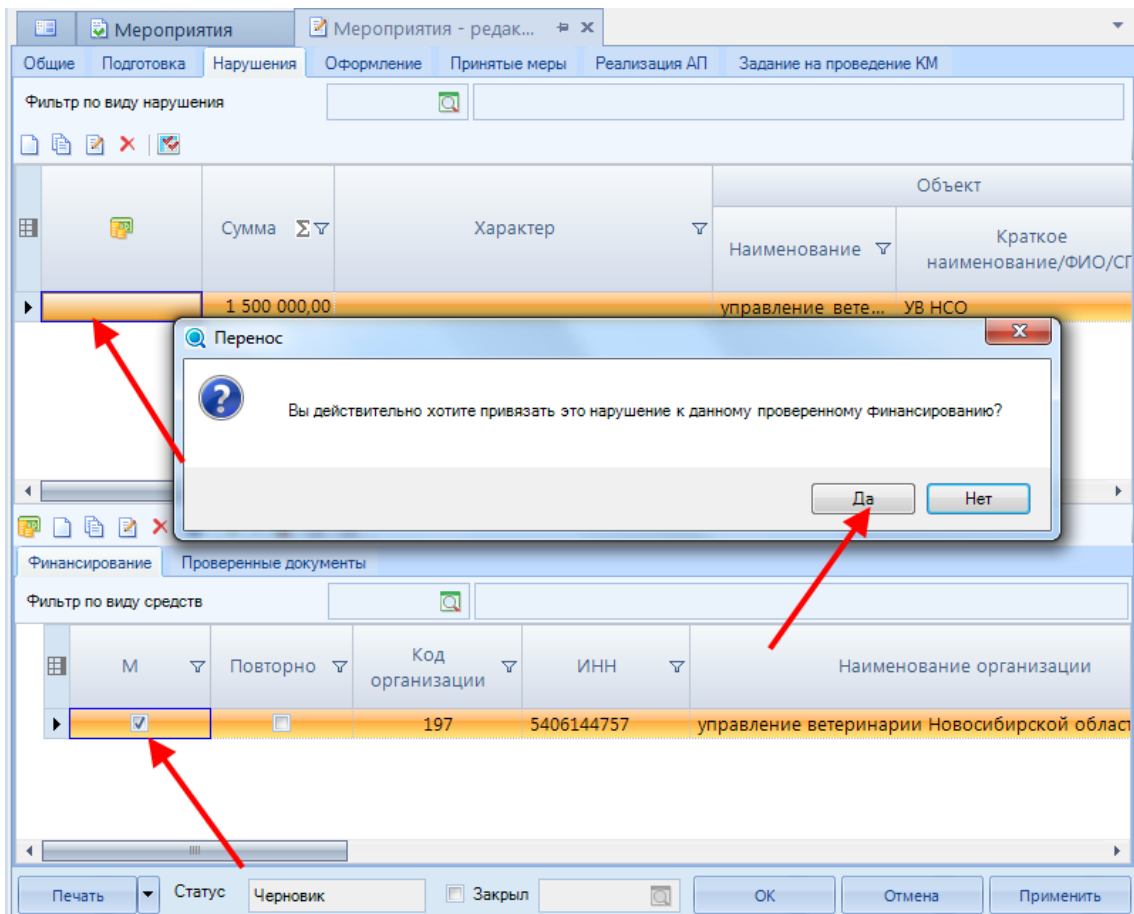 Мероприятия Мероприятия - редак...
Общие Подготовка Нарушения Оформление Принятые меры Реализация АП Задание на проведение КМ
Фильтр по виду нарушения
Объект
Сумма Σ Характер
Наименование Краткое наименование/ФИО/СГ
1 500 000,00 управление вете... УВ НСО
Перенос
Вы действительно хотите привязать это нарушение к данному проверенному финансированию?
Да Нет
Финансирование Проверенные документы
Фильтр по виду средств
М Повторно Код организации ИНН Наименование организации
197 5406144757 управление ветеринарии Новосибирской област
Печать Статус Черновик Закрыл ОК Отмена Применить